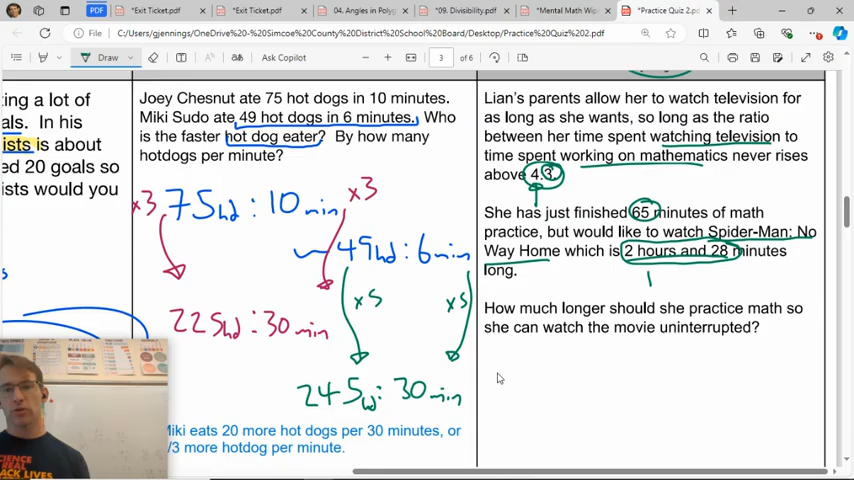 *Exit Ticket.pdf
PDF
*Exit Ticket.pdf
04. Angles in Polyg
*09. Divisibility.pdf
*Mental Math Wip
*Practice Quiz 2.pdf
File
C:/Users/gjennings/OneDrive%20-%20Simcoe%20County%20District%20School%20Board/Desktop/Practice%20Quiz%202.pdf
Draw
Ask Copilot
3 of 6
ing a lot of
als. In his
ists is about
ed 20 goals so
ists would you
Joey Chesnut ate 75 hot dogs in 10 minutes.
Miki Sudo ate 49 hot dogs in 6 minutes. Who
is the faster hot dog eater? By how many
hotdogs per minute?
x3 75hd : 10min x3
49hd : 6min
x5 x5
225hd : 30min
245hd : 30min
Miki eats 20 more hot dogs per 30 minutes, or
/3 more hotdog per minute.
Lian's parents allow her to watch television for
as long as she wants, so long as the ratio
between her time spent watching television to
time spent working on mathematics never rises
above 4:3.
She has just finished 65 minutes of math
practice, but would like to watch Spider-Man: No
Way Home which is 2 hours and 28 minutes
long.
How much longer should she practice math so
she can watch the movie uninterrupted?
SCIENCE
REAL
BLACK LIVES